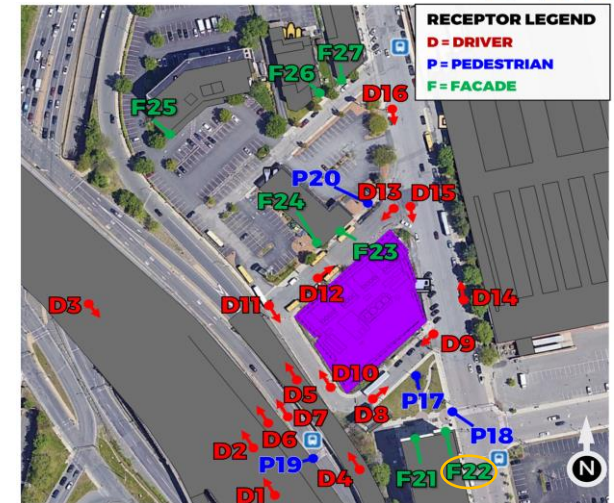 RECEPTOR LEGEND
D = DRIVER
P = PEDESTRIAN
F = FACADE
F27
F26
F25
D16
P20
D13
D15
F24
F23
D12
D3
D11
D14
D9
D10
D5
D8
P17
D7
D6
P18
D2
P19
D4
F21
F22
D1
N